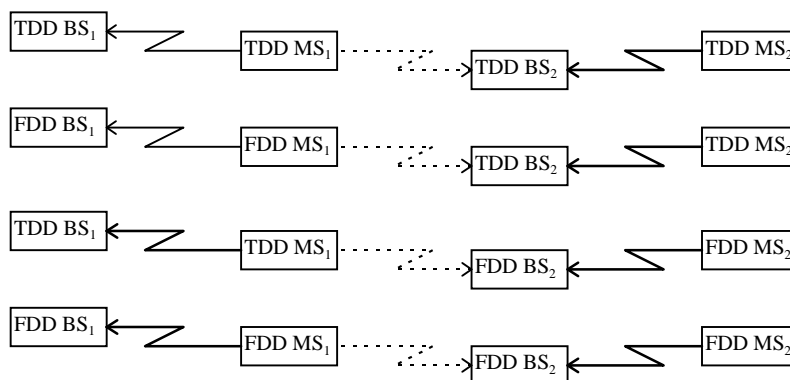 TDD BS₁ TDD MS₁ TDD BS₂ TDD MS₂
FDD BS₁ FDD MS₁ TDD BS₂ TDD MS₂
TDD BS₁ TDD MS₁ FDD BS₂ FDD MS₂
FDD BS₁ FDD MS₁ FDD BS₂ FDD MS₂